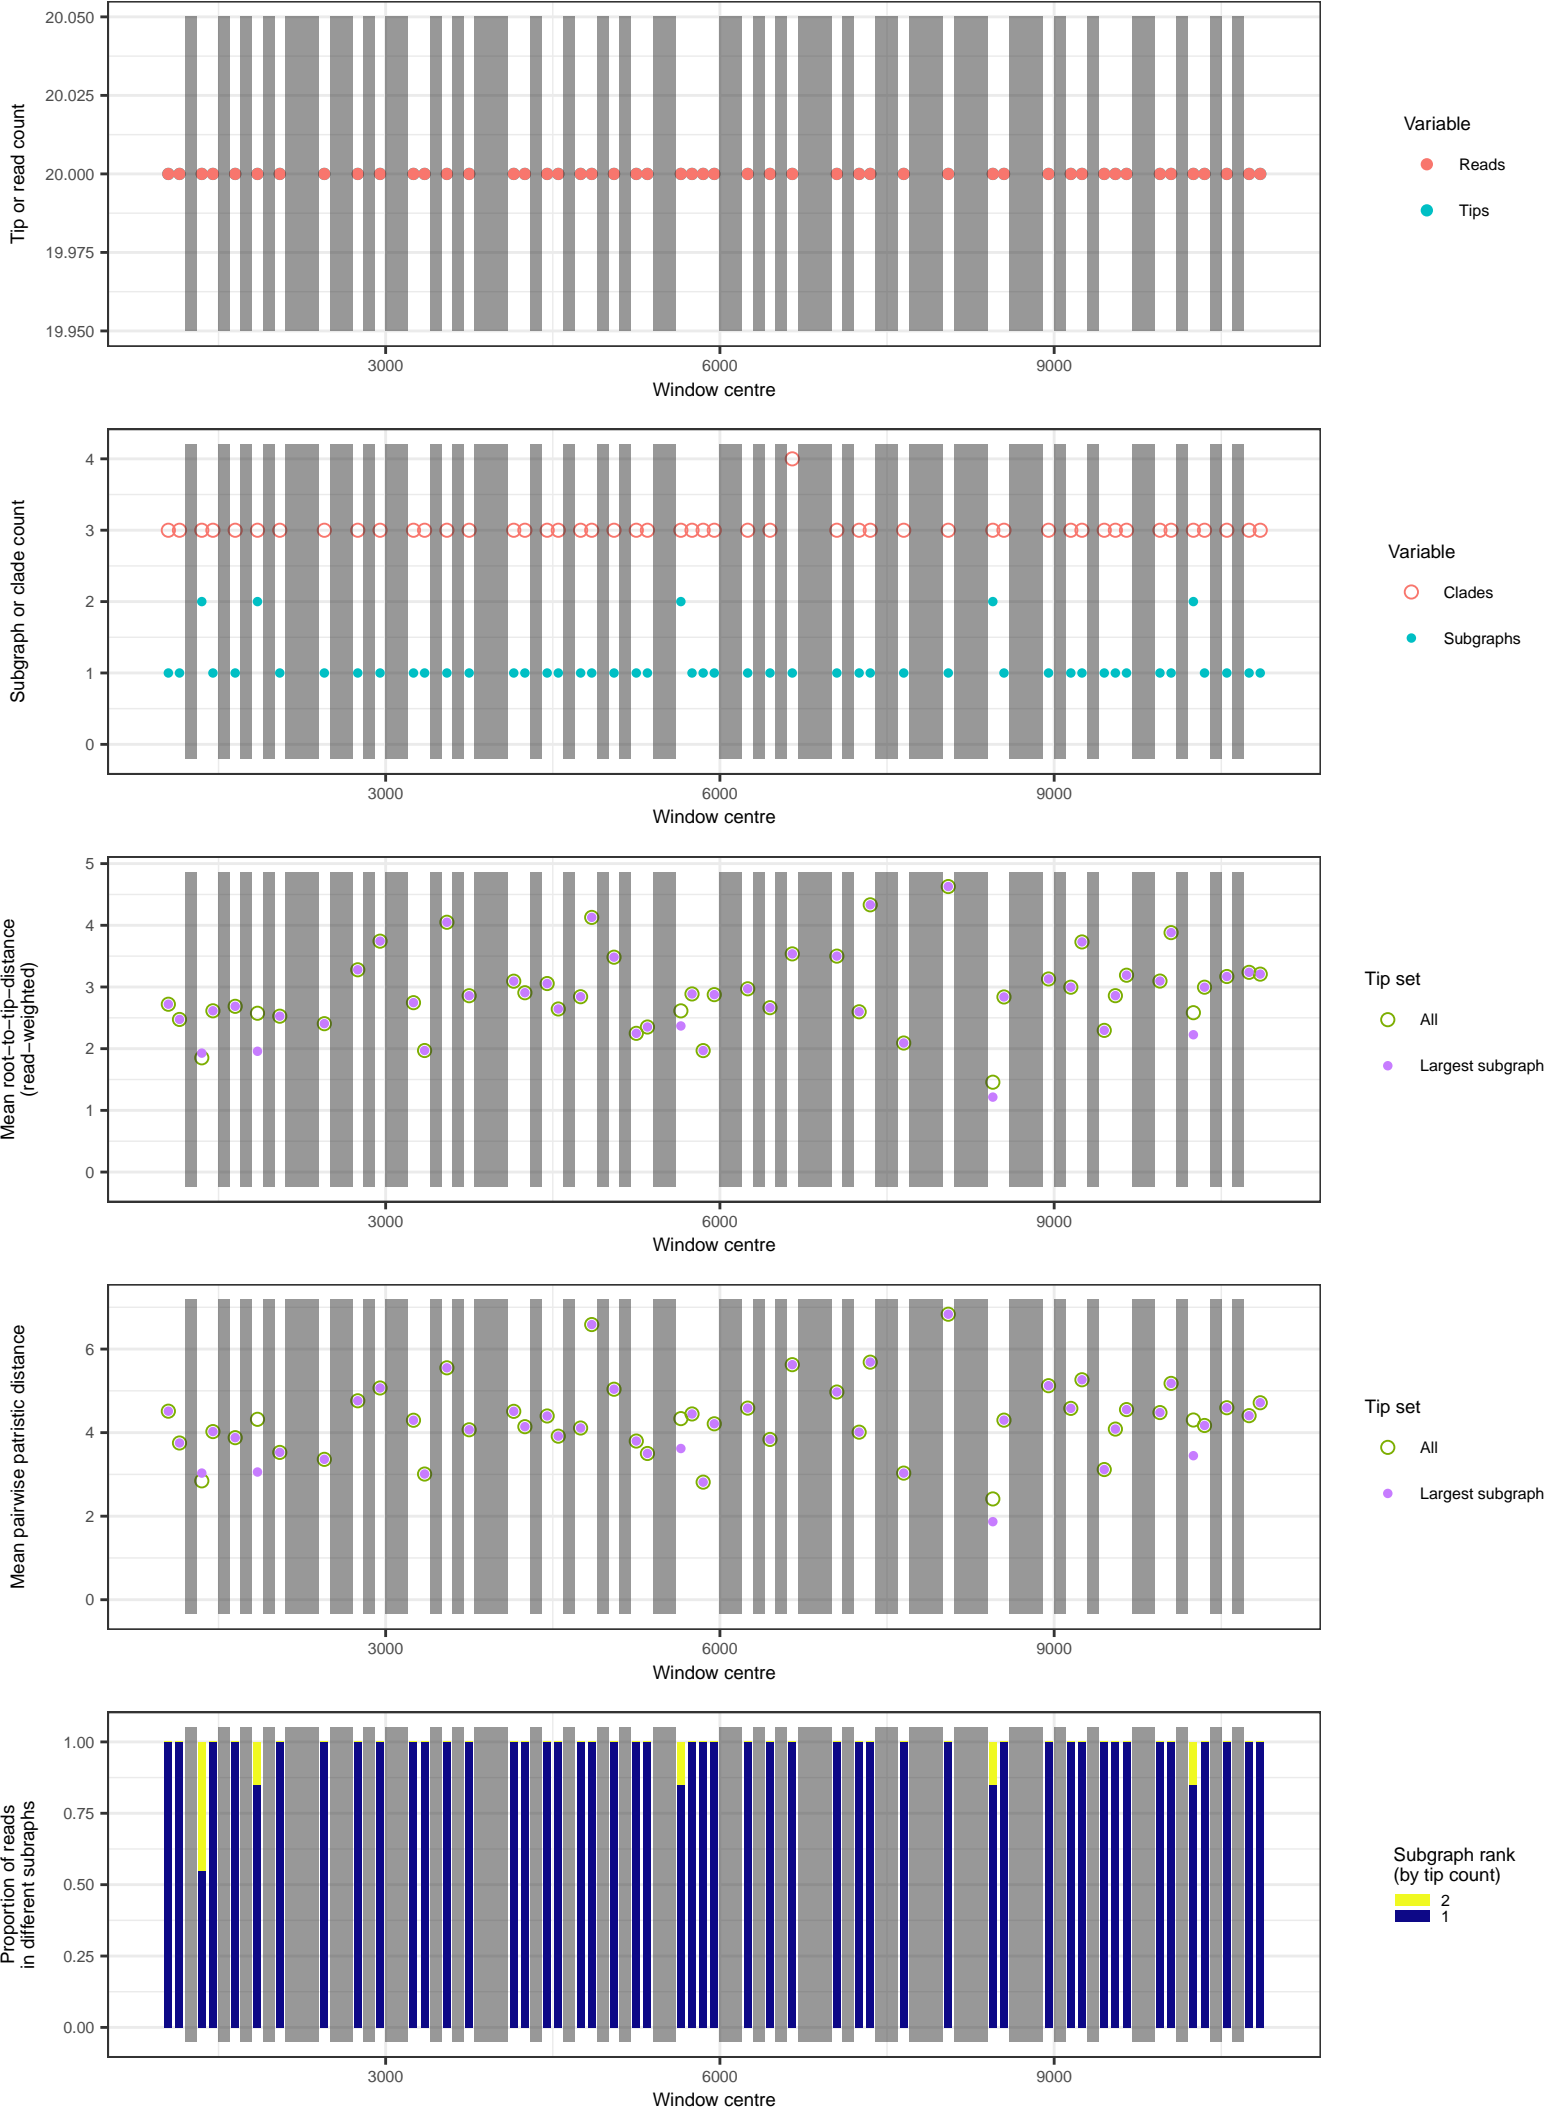 20.050
20.025
20.000
19.975
19.950
Tip or read count
3000 6000 9000
Window centre
Variable
Reads
Tips
4
3
2
1
0
Subgraph or clade count
3000 6000 9000
Window centre
Variable
Clades
Subgraphs
5
4
3
2
1
0
Mean root−to−tip−distance
(read−weighted)
3000 6000 9000
Window centre
Tip set
All
Largest subgraph
6
4
2
0
Mean pairwise patristic distance
3000 6000 9000
Window centre
Tip set
All
Largest subgraph
1.00
0.75
0.50
0.25
0.00
Proportion of reads
in different subraphs
3000 6000 9000
Window centre
Subgraph rank
(by tip count)
2
1